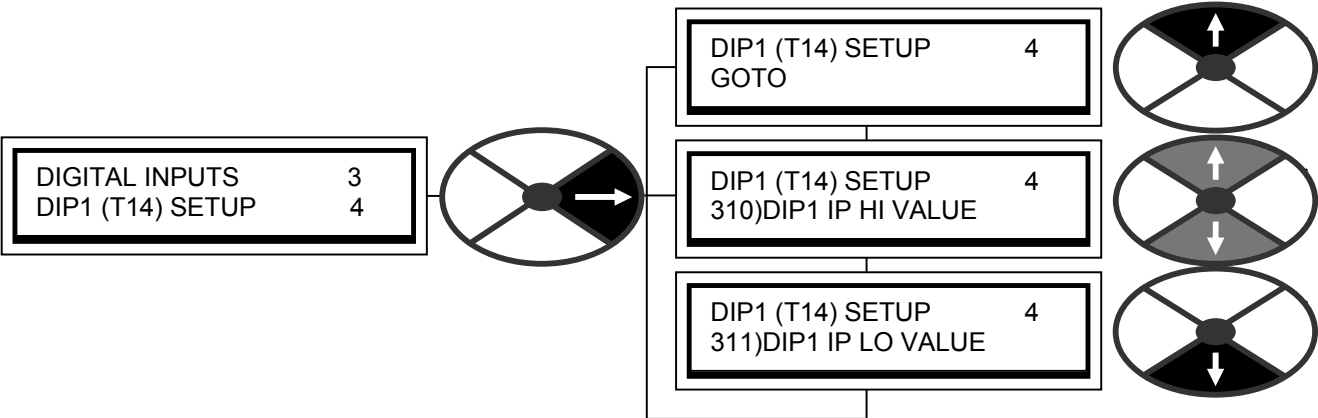 DIGITAL INPUTS 3
DIP1 (T14) SETUP 4
DIP1 (T14) SETUP 4
GOTO
DIP1 (T14) SETUP 4
310)DIP1 IP HI VALUE
DIP1 (T14) SETUP 4
311)DIP1 IP LO VALUE